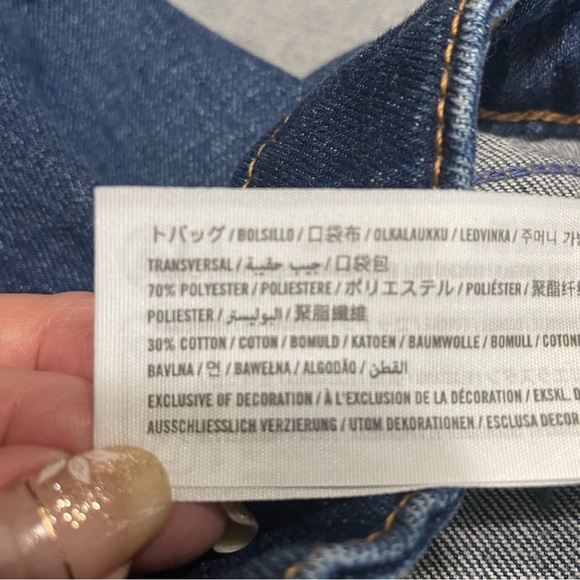 トバッグ / BOLSILLO / 口袋布 / OLKALAUKKU / LEDVINKA / 주머니
TRANSVERSAL / جيب حقيبة / 口袋包
70% POLYESTER / POLIESTERE / ポリエステル / POLIÉSTER / 聚酯纤
POLIESTER / البوليستر / 聚脂纖維
30% COTTON / COTON / BOMULD / KATOEN / BAUMWOLLE / BOMULL / COTONE
BAVLNA / 면 / BAWEŁNA / ALGODÃO / القطن
EXCLUSIVE OF DECORATION / À L'EXCLUSION DE LA DÉCORATION / EKSKL. D
AUSSCHLIESSLICH VERZIERUNG / UTOM DEKORATIONEN / ESCLUSA DECOR